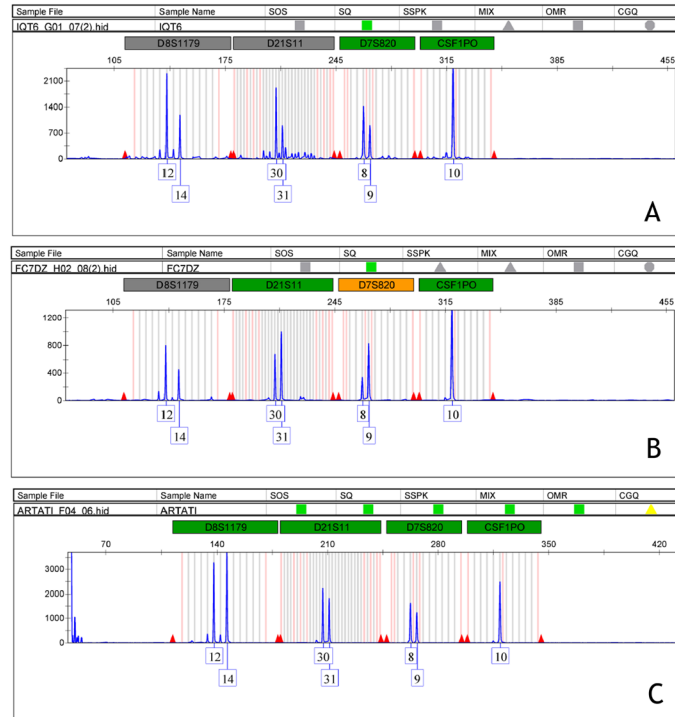 Sample File Sample Name SOS SQ SSPK MIX OMR CGQ
IQT6_G01_07(2).hid IQT6
D8S1179 D21S11 D7S820 CSF1PO
105 175 245 315 385 455
2100
1400
700
0
12 30 8 10
14 31 9
A
Sample File Sample Name SOS SQ SSPK MIX OMR CGQ
FC7DZ_H02_08(2).hid FC7DZ
D8S1179 D21S11 D7S820 CSF1PO
105 175 245 315 385 455
1200
800
400
0
12 30 8 10
14 31 9
B
Sample File Sample Name SOS SQ SSPK MIX OMR CGQ
ARTATI_F04_06.hid ARTATI
D8S1179 D21S11 D7S820 CSF1PO
70 140 210 280 350 420
3000
2000
1000
0
12 30 8 10
14 31 9
C